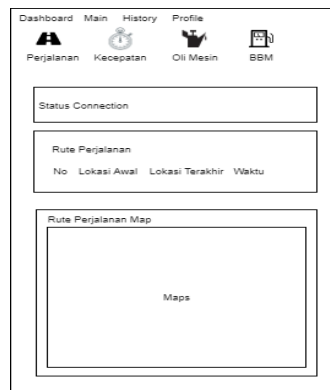 Dashboard Main History Profile
Perjalanan Kecepatan Oli Mesin BBM
Status Connection
Rute Perjalanan
No Lokasi Awal Lokasi Terakhir Waktu
Rute Perjalanan Map
Maps